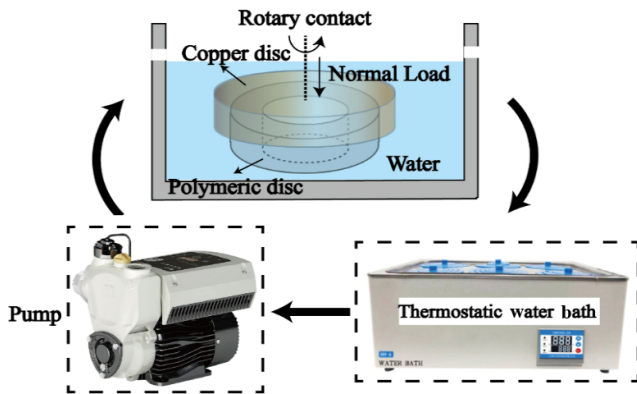 Rotary contact
Copper disc
Normal Load
Water
Polymeric disc
Pump
Thermostatic water bath
WATER BATH